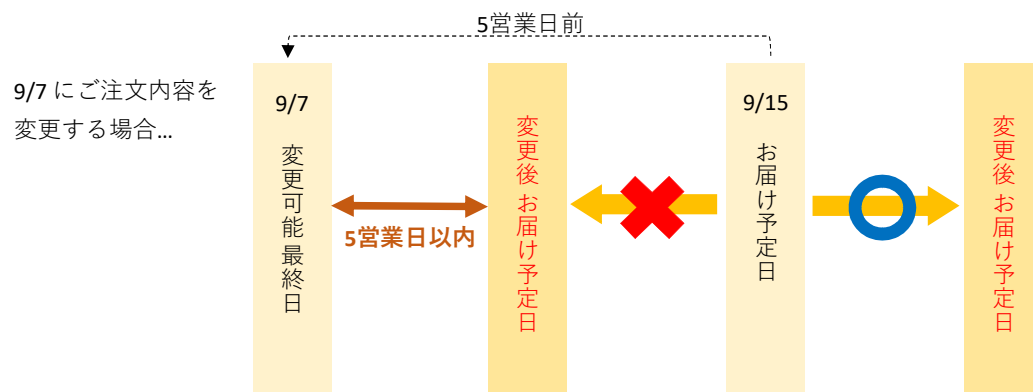 5営業日前
9/7 にご注文内容を
変更する場合...
9/7
変更可能 最終日
5営業日以内
変更後 お届け予定日
9/15
お届け予定日
変更後 お届け予定日